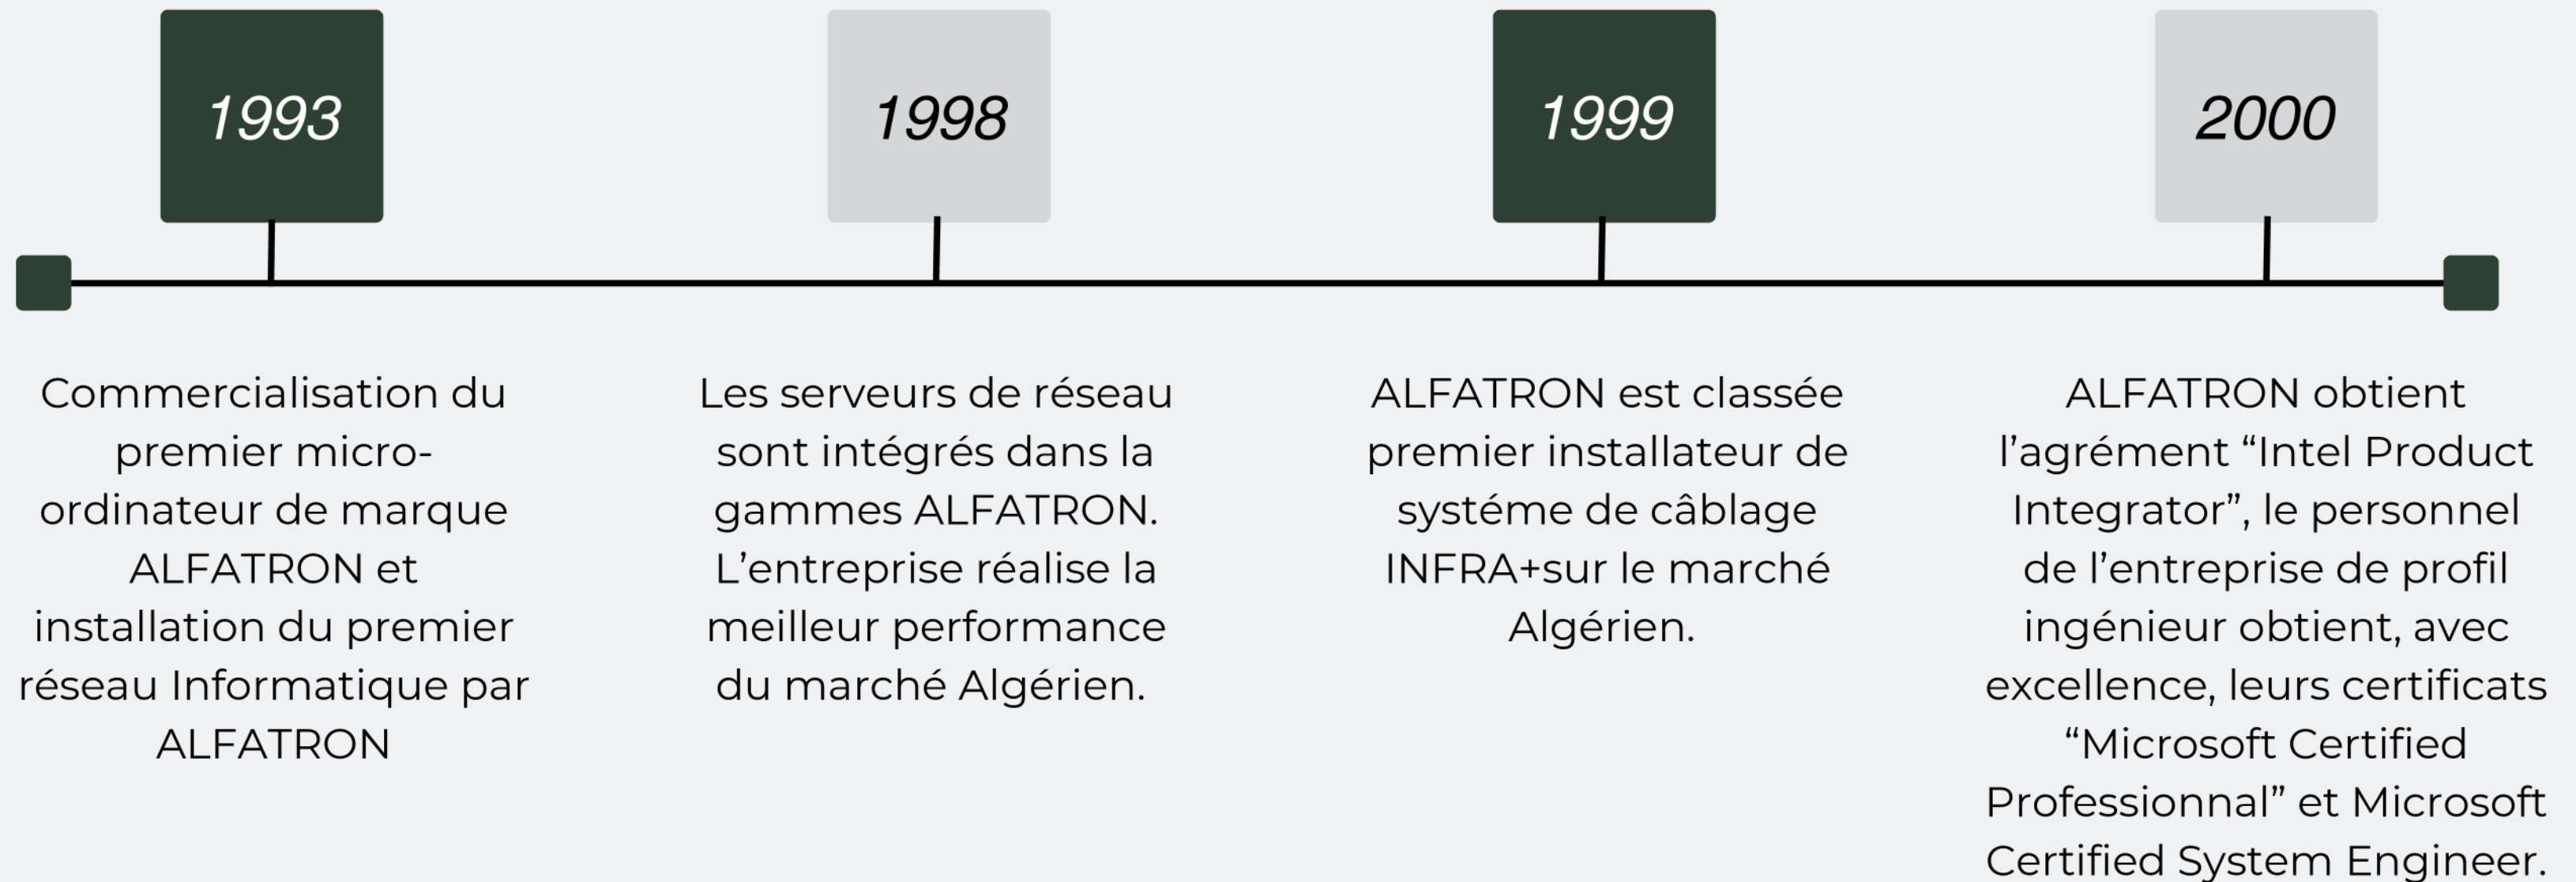 1993
Commercialisation du
premier micro-
ordinateur de marque
ALFATRON et
installation du premier
réseau Informatique par
ALFATRON
1998
Les serveurs de réseau
sont intégrés dans la
gammes ALFATRON.
L’entreprise réalise la
meilleur performance
du marché Algérien.
1999
ALFATRON est classée
premier installateur de
systéme de câblage
INFRA+sur le marché
Algérien.
2000
ALFATRON obtient
l’agrément “Intel Product
Integrator”, le personnel
de l’entreprise de profil
ingénieur obtient, avec
excellence, leurs certificats
“Microsoft Certified
Professionnal” et Microsoft
Certified System Engineer.